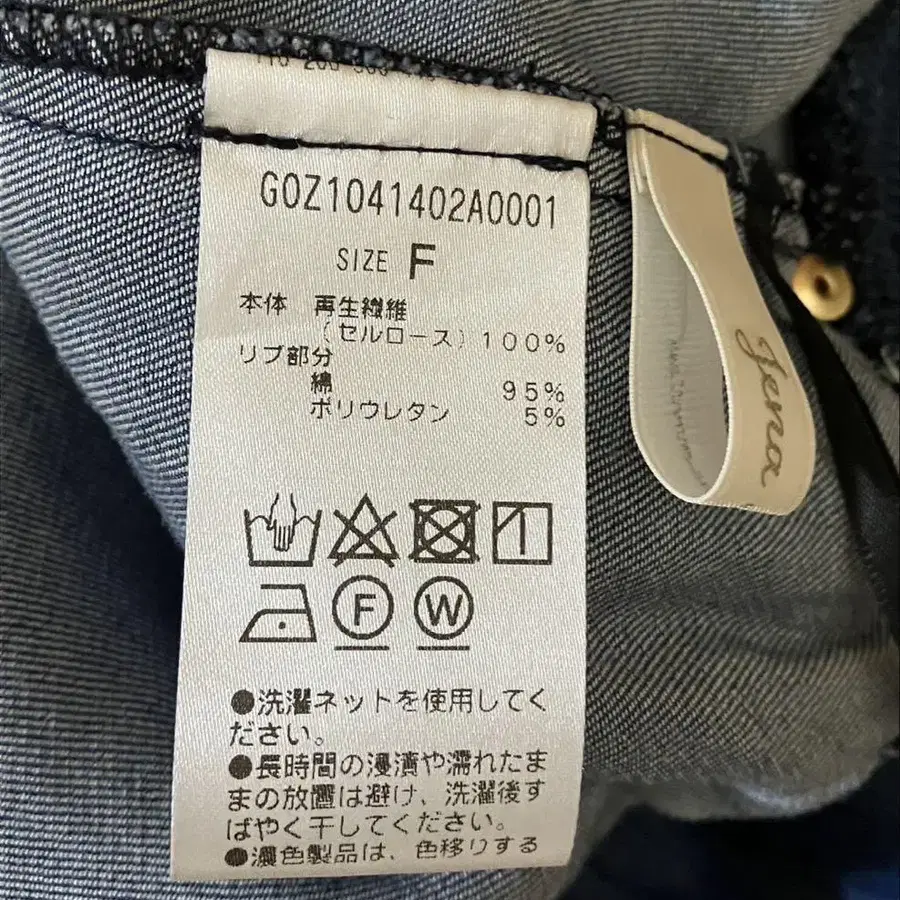 G0Z1041402A0001
SIZE F
本体 再生繊維
(セルロース) 100%
リブ部分
綿 95%
ポリウレタン 5%
F W
●洗濯ネットを使用してく
ださい。
●長時間の浸漬や濡れたま
まの放置は避け、洗濯後す
ばやく干してください。
●濃色製品は、色移りする
Jena